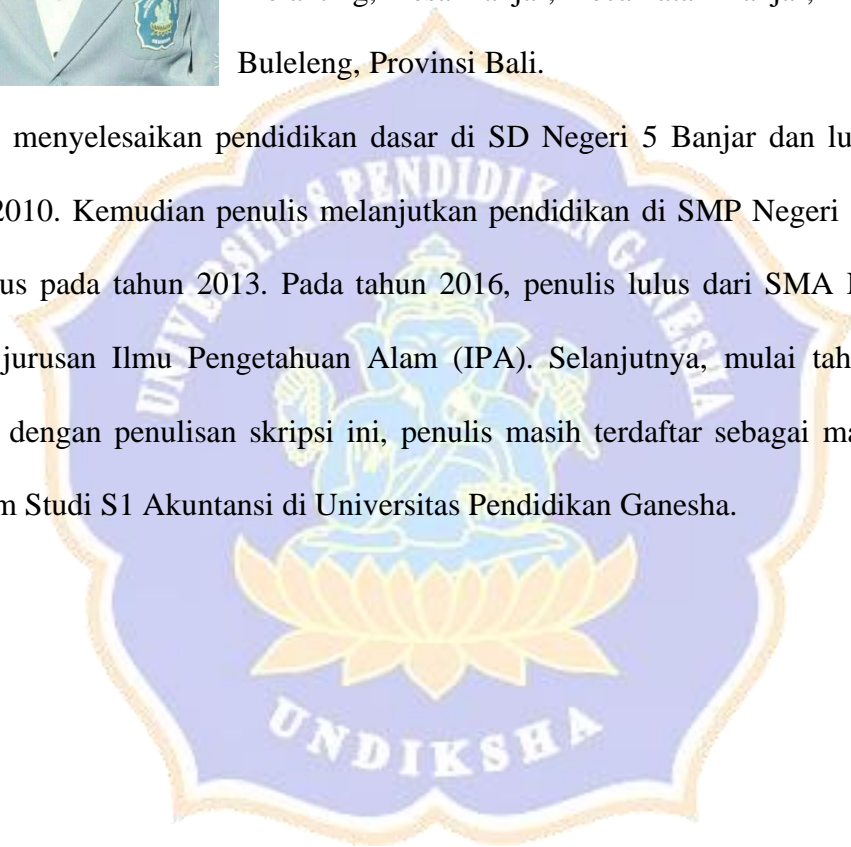 Buleleng, Provinsi Bali.
menyelesaikan pendidikan dasar di SD Negeri 5 Banjar dan lu
2010. Kemudian penulis melanjutkan pendidikan di SMP Negeri
us pada tahun 2013. Pada tahun 2016, penulis lulus dari SMA
jurusan Ilmu Pengetahuan Alam (IPA). Selanjutnya, mulai tah
dengan penulisan skripsi ini, penulis masih terdaftar sebagai ma
m Studi S1 Akuntansi di Universitas Pendidikan Ganesha.
UNIVERSITAS PENDIDIKAN GANESHA
UNDIKSHA